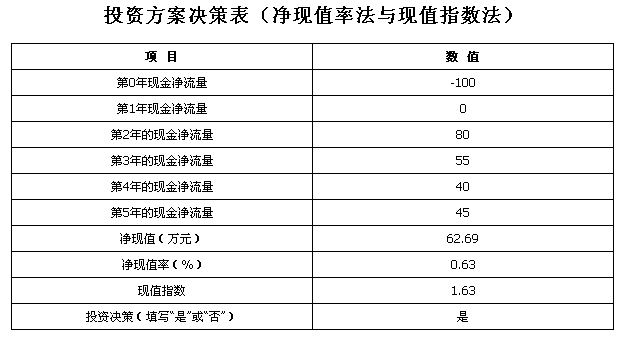 投资方案决策表（净现值率法与现值指数法）
项 目 数 值
第0年现金净流量 -100
第1年现金净流量 0
第2年的现金净流量 80
第3年的现金净流量 55
第4年的现金净流量 40
第5年的现金净流量 45
净现值（万元） 62.69
净现值率（%） 0.63
现值指数 1.63
投资决策（填写“是”或“否”） 是